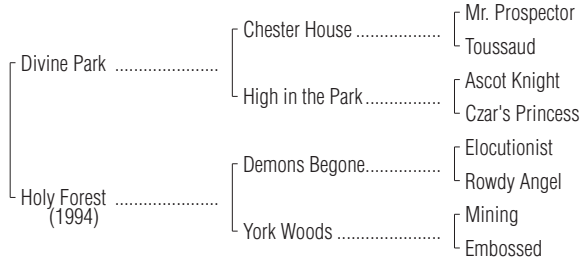 Mr. Prospector
Chester House ..................
Toussaud
Divine Park ......................
Ascot Knight
High in the Park................
Czar's Princess
Elocutionist
Demons Begone................
Rowdy Angel
Holy Forest ......................
(1994)
Mining
York Woods ......................
Embossed